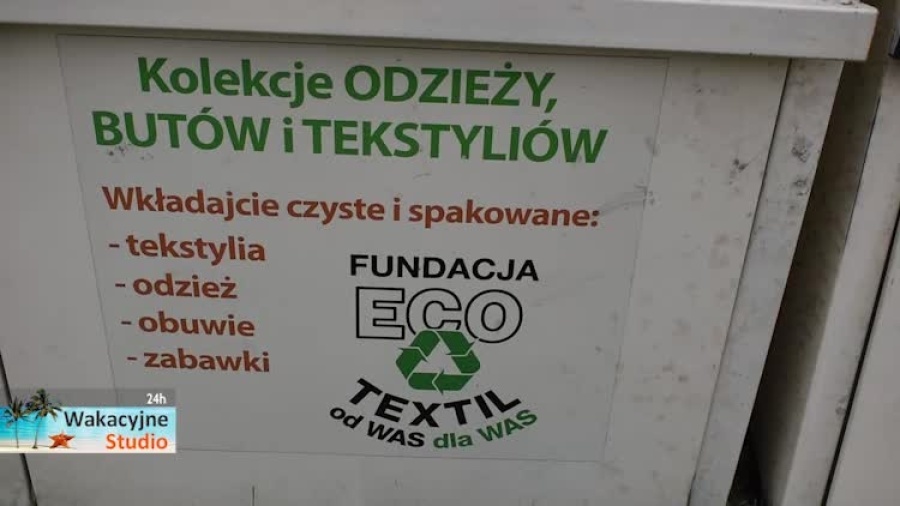 Kolekcje ODZIEŻY,
BUTÓW i TEKSTYLIÓW
Wkładajcie czyste i spakowane:
- tekstylia
- odzież
- obuwie
- zabawki
FUNDACJA
ECO
TEXTIL
od WAS dla WAS
24h
Wakacyjne
Studio